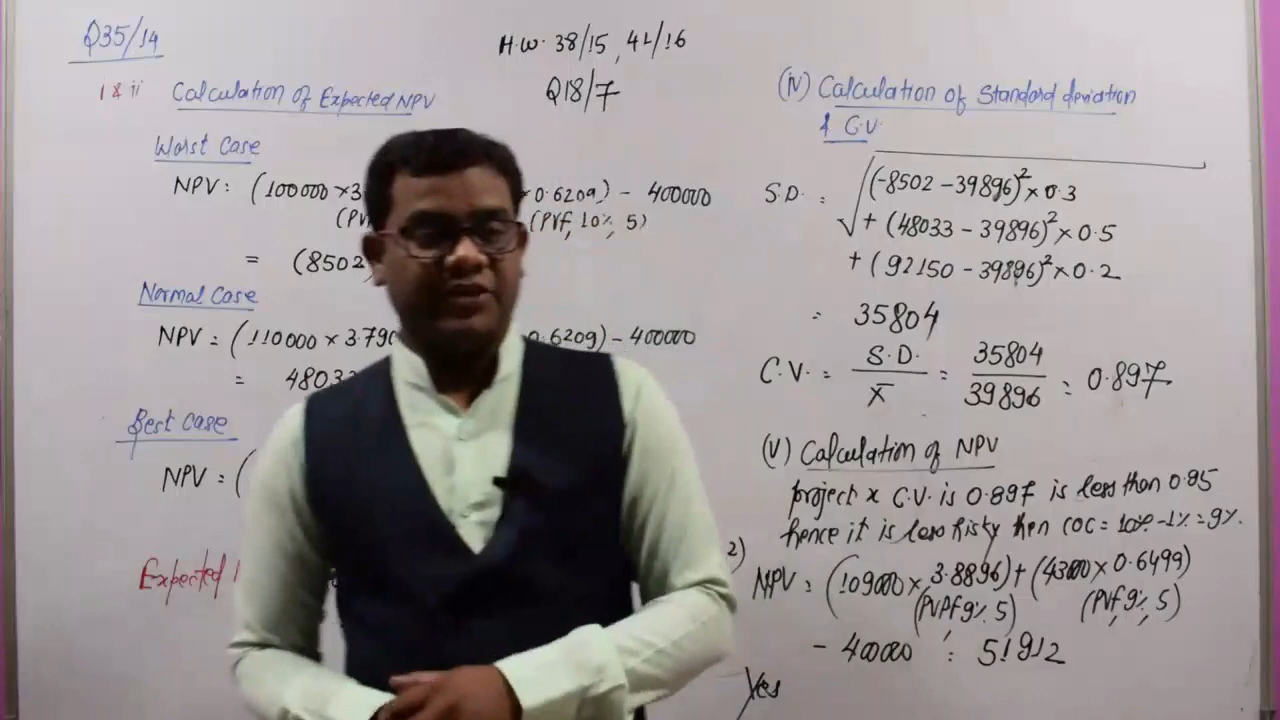 Q35/14
H.W. 38/15, 41/16
Q18/7
1 & ii Calculation of Expected NPV
Worst Case
NPV: (100000 × 3 × 0.6209) - 400000
(PV (PVf, 10%, 5)
= (8502
Normal Case
NPV = (110000 × 3.790 0.6209) - 400000
= 4803
Best Case
NPV = (
Expected
(IV) Calculation of Standard deviation
& C.V.
S.D. = √(-8502 - 39896)² × 0.3
+ (48033 - 39896)² × 0.5
+ (92150 - 39896)² × 0.2
= 35804
C.V. = S.D. / x̄ = 35804 / 39896 = 0.897
(V) Calculation of NPV
project x C.V. is 0.897 is less then 0.95
hence it is less risky then COC = 10% - 1% = 9%.
2)
NPV = (109000 × 3.8896) + (43000 × 0.6499)
(PVPf 9%, 5) (PVf, 9%, 5)
- 400000 = 51912
Yes